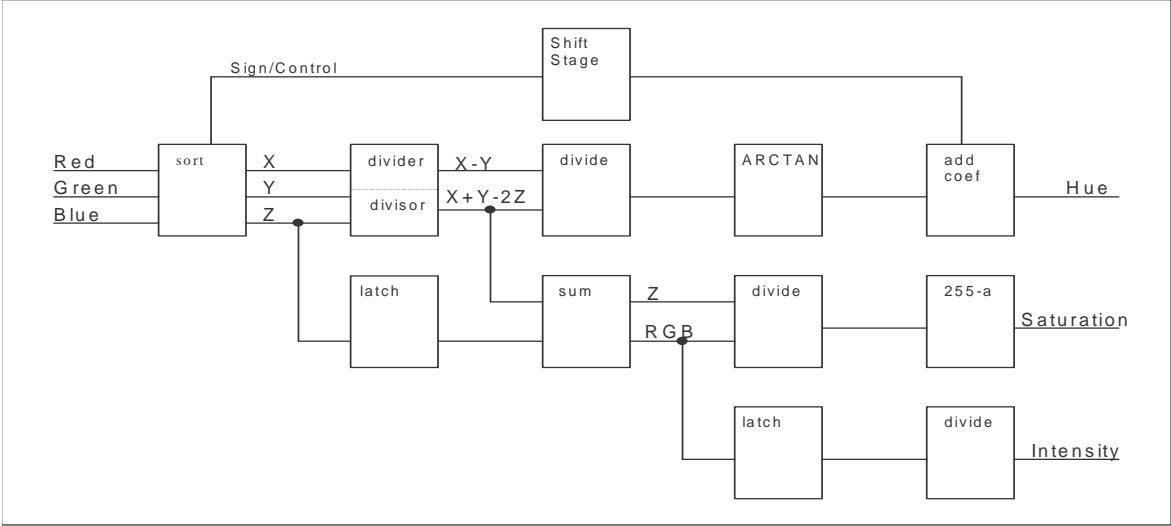 Shift
Stage
Sign/Control
Red
Green
Blue
sort
X
Y
Z
divider
divisor
X-Y
X+Y-2Z
divide
ARCTAN
add
coef
Hue
latch
sum
Z
RGB
divide
255-a
Saturation
latch
divide
Intensity